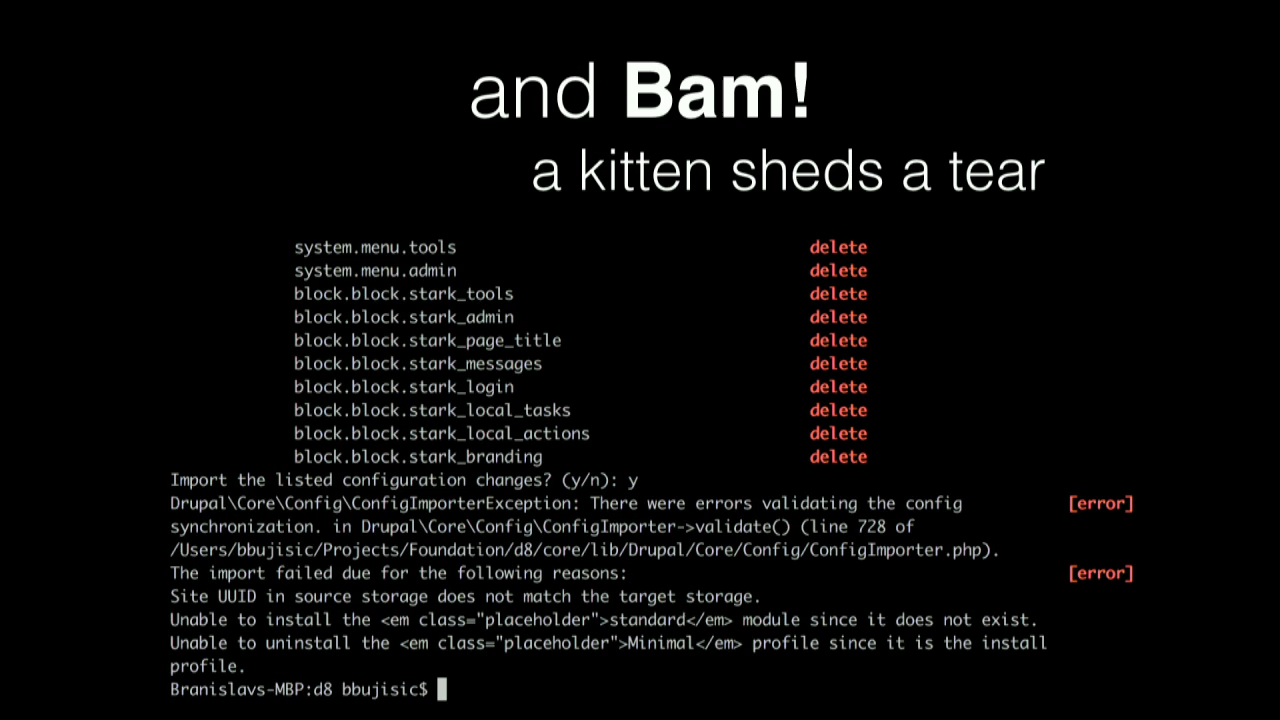 and Bam!
a kitten sheds a tear
system.menu.tools delete
system.menu.admin delete
block.block.stark_tools delete
block.block.stark_admin delete
block.block.stark_page_title delete
block.block.stark_messages delete
block.block.stark_login delete
block.block.stark_local_tasks delete
block.block.stark_local_actions delete
block.block.stark_branding delete
Import the listed configuration changes? (y/n): y
Drupal\Core\Config\ConfigImporterException: There were errors validating the config [error]
synchronization. in Drupal\Core\Config\ConfigImporter->validate() (line 728 of
/Users/bbujisic/Projects/Foundation/d8/core/lib/Drupal/Core/Config/ConfigImporter.php).
The import failed due for the following reasons: [error]
Site UUID in source storage does not match the target storage.
Unable to install the <em class="placeholder">standard</em> module since it does not exist.
Unable to uninstall the <em class="placeholder">Minimal</em> profile since it is the install
profile.
Branislavs-MBP:d8 bbujisic$